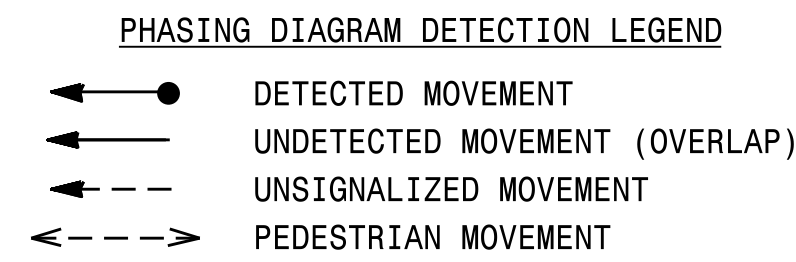 PHASING DIAGRAM DETECTION LEGEND
DETECTED MOVEMENT
UNDETECTED MOVEMENT (OVERLAP)
UNSIGNALIZED MOVEMENT
PEDESTRIAN MOVEMENT